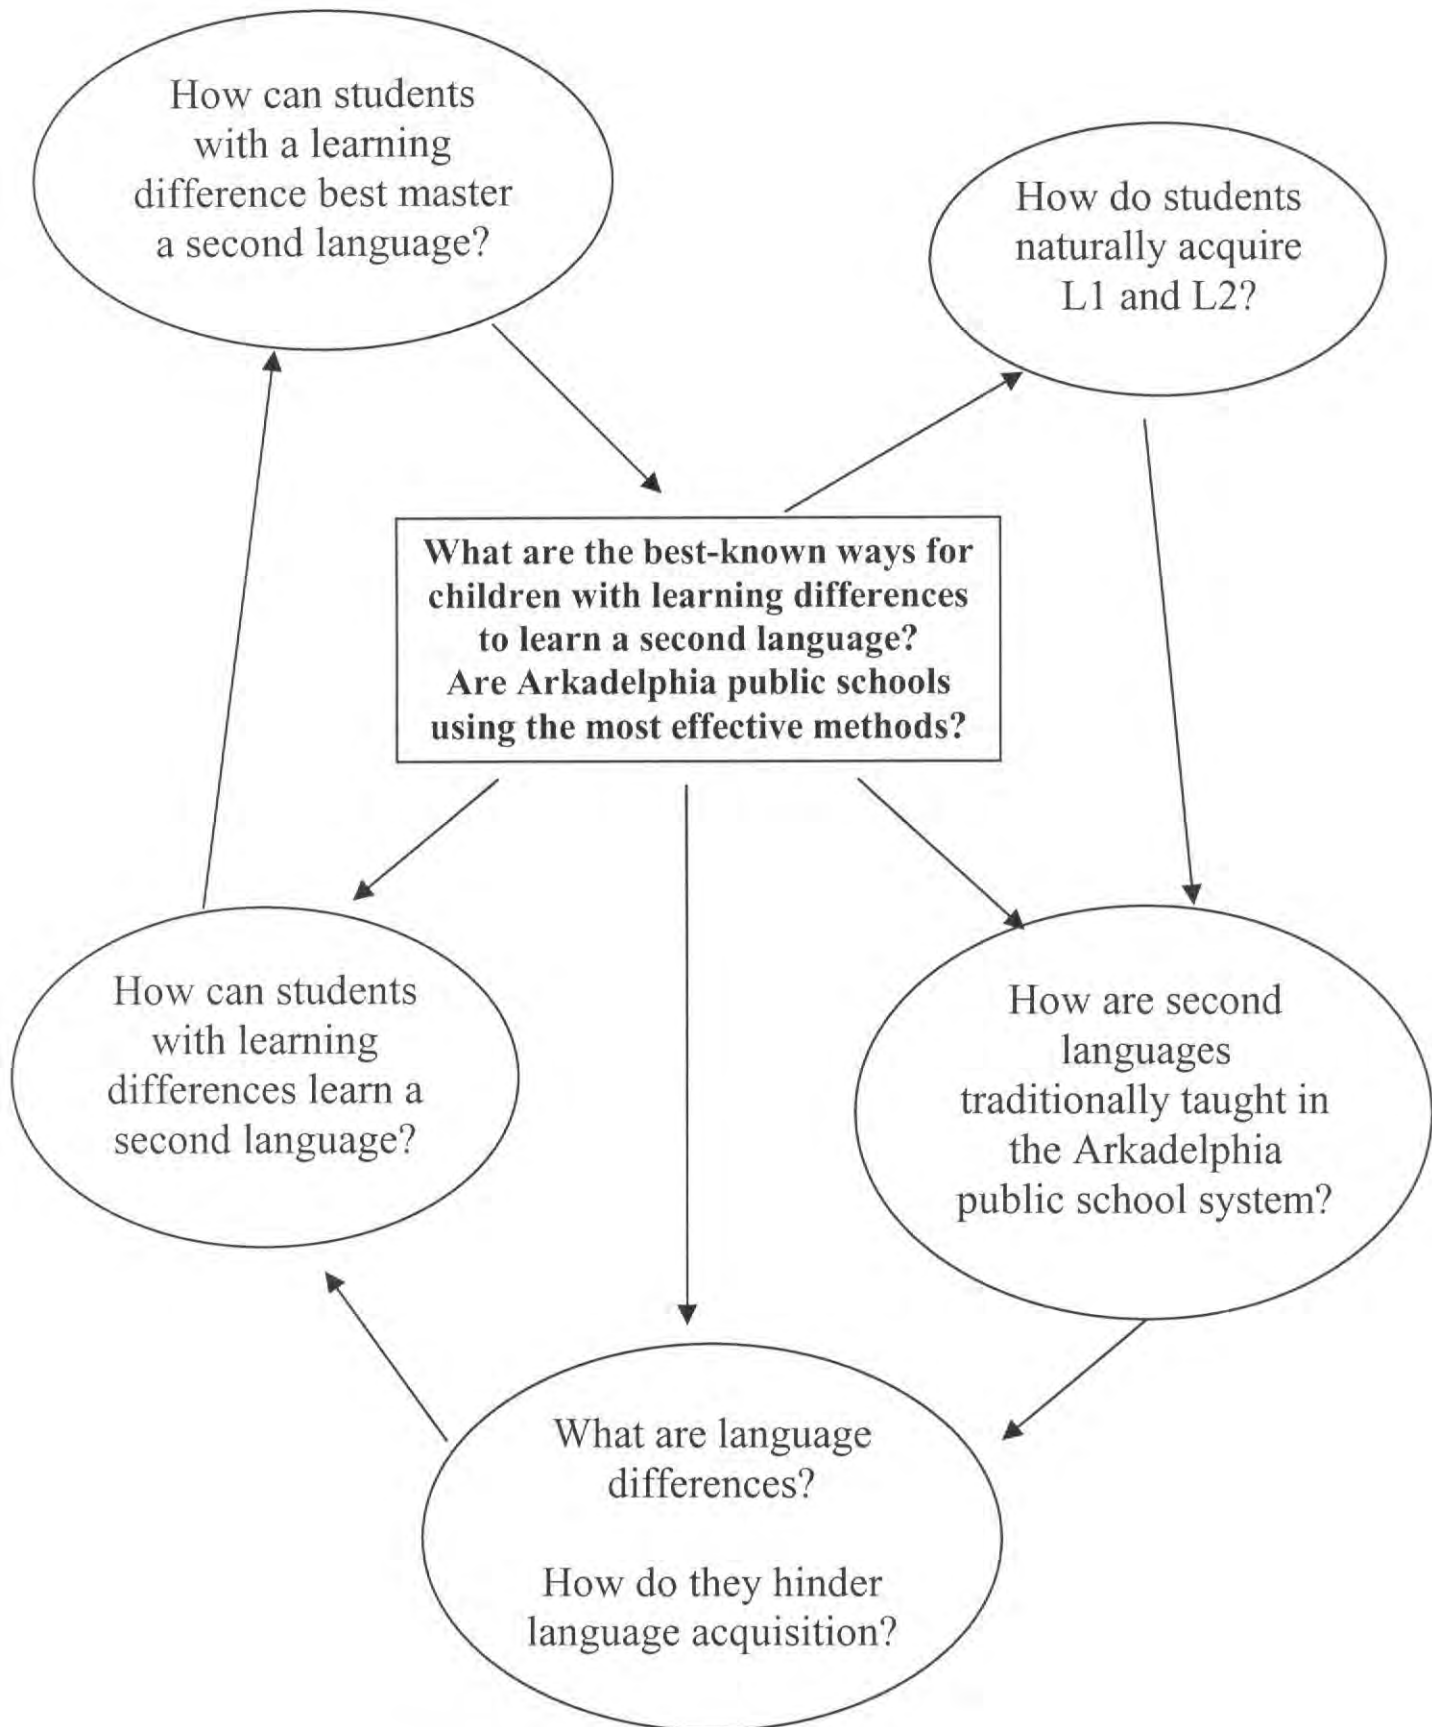 How can students
with a learning
difference best master
a second language?
How do students
naturally acquire
L1 and L2?
What are the best-known ways for
children with learning differences
to learn a second language?
Are Arkadelphia public schools
using the most effective methods?
How can students
with learning
differences learn a
second language?
How are second
languages
traditionally taught in
the Arkadelphia
public school system?
What are language
differences?
How do they hinder
language acquisition?